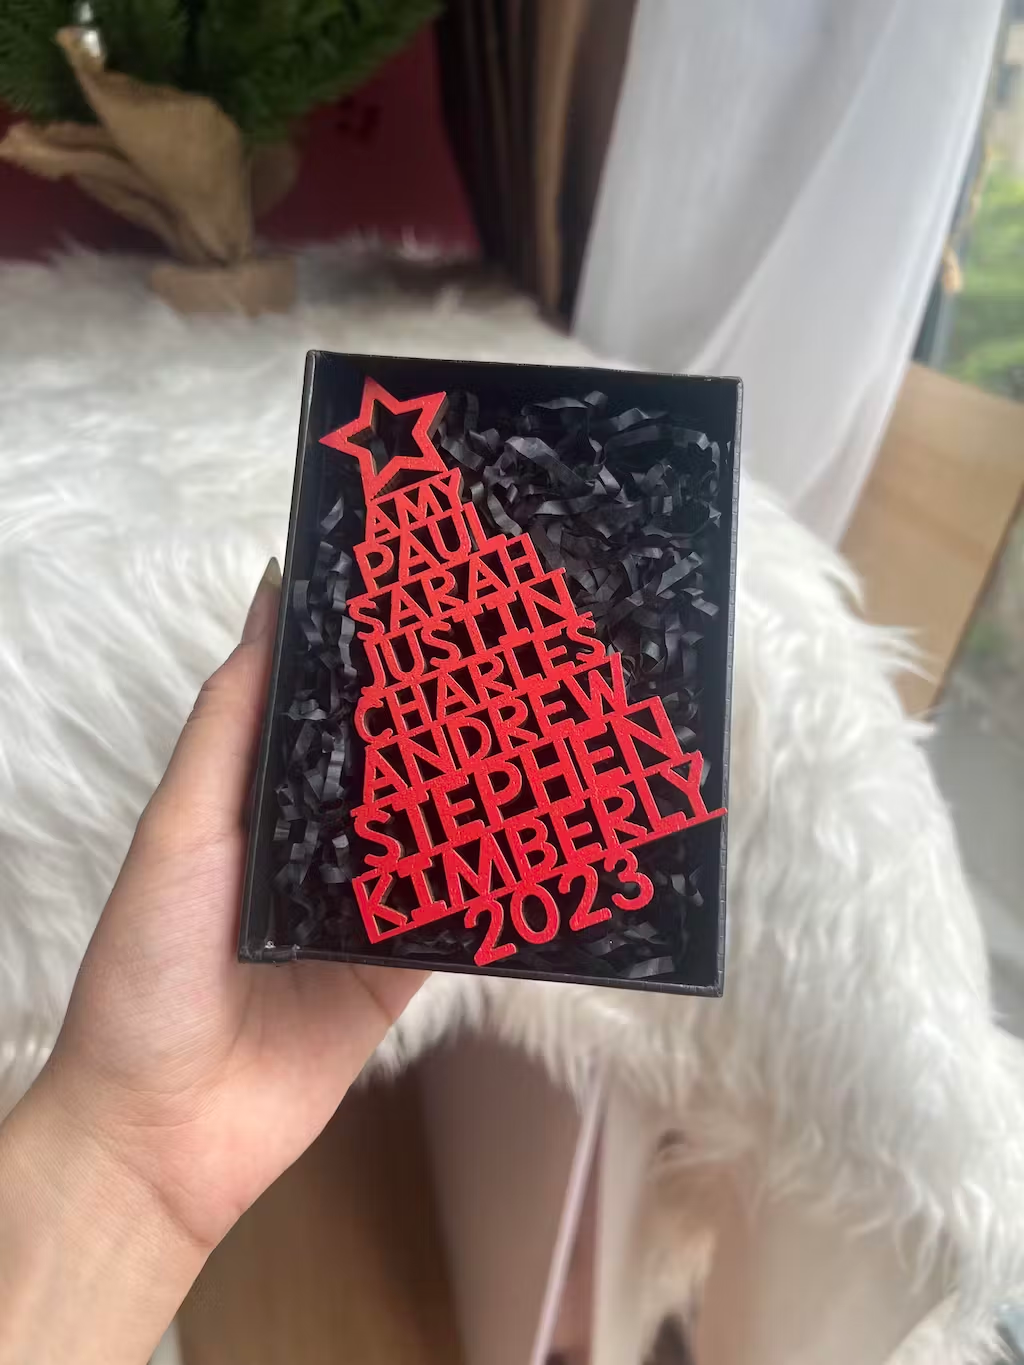 AMY
PAUL
SARAH
JUSTIN
CHARLES
ANDREW
STEPHEN
KIMBERLY
2023